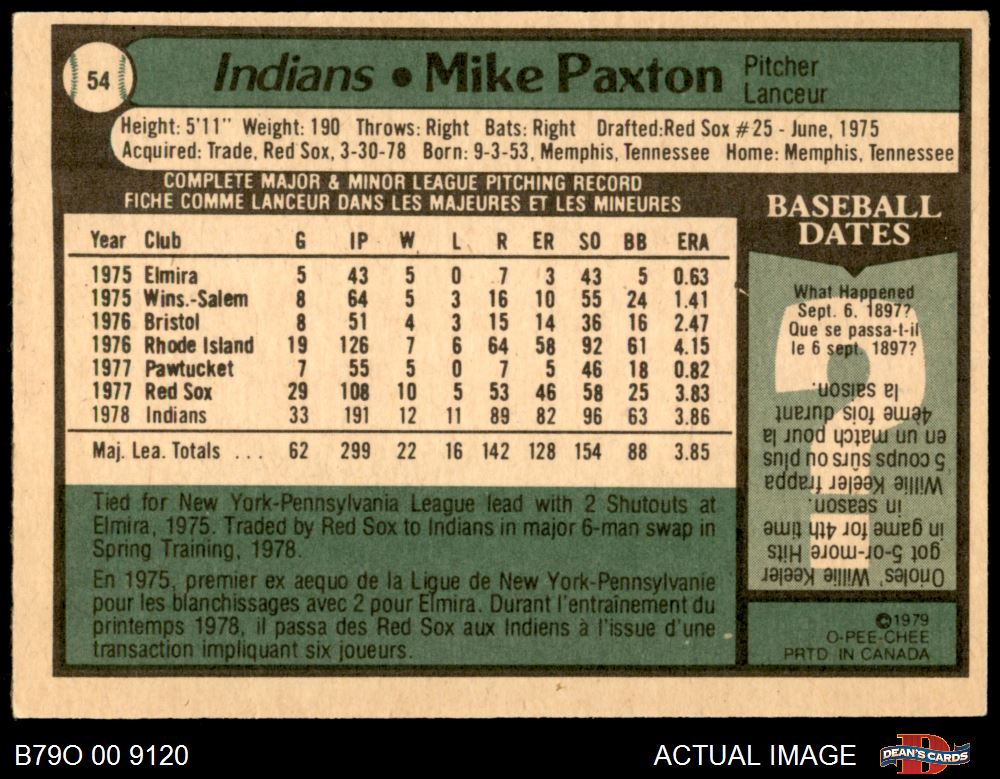 54
Indians • Mike Paxton
Pitcher
Lanceur
Height: 5'11" Weight: 190 Throws: Right Bats: Right Drafted:Red Sox #25 - June, 1975
Acquired: Trade, Red Sox, 3-30-78 Born: 9-3-53, Memphis, Tennessee Home: Memphis, Tennessee
COMPLETE MAJOR & MINOR LEAGUE PITCHING RECORD
FICHE COMME LANCEUR DANS LES MAJEURES ET LES MINEURES
Year Club G IP W L R ER SO BB ERA
1975 Elmira 5 43 5 0 7 3 43 5 0.63
1975 Wins.-Salem 8 64 5 3 16 10 55 24 1.41
1976 Bristol 8 51 4 3 15 14 36 16 2.47
1976 Rhode Island 19 126 7 6 64 58 92 61 4.15
1977 Pawtucket 7 55 5 0 7 5 46 18 0.82
1977 Red Sox 29 108 10 5 53 46 58 25 3.83
1978 Indians 33 191 12 11 89 82 96 63 3.86
Maj. Lea. Totals ... 62 299 22 16 142 128 154 88 3.85
Tied for New York-Pennsylvania League lead with 2 Shutouts at
Elmira, 1975. Traded by Red Sox to Indians in major 6-man swap in
Spring Training, 1978.
En 1975, premier ex aequo de la Ligue de New York-Pennsylvanie
pour les blanchissages avec 2 pour Elmira. Durant l'entraînement du
printemps 1978, il passa des Red Sox aux Indiens à l'issue d'une
transaction impliquant six joueurs.
BASEBALL
DATES
What Happened
Sept. 6. 1897?
Que se passa-t-il
le 6 sept. 1897?
Orioles' Willie Keeler
got 5-or-more Hits
in game for 4th time
in season.
Willie Keeler frappa
5 coups sûrs ou plus
en un match pour la
4ème fois durant
la saison.
©1979
O-PEE-CHEE
PRTD IN CANADA
B79O 00 9120
ACTUAL IMAGE
DEAN'S CARDS